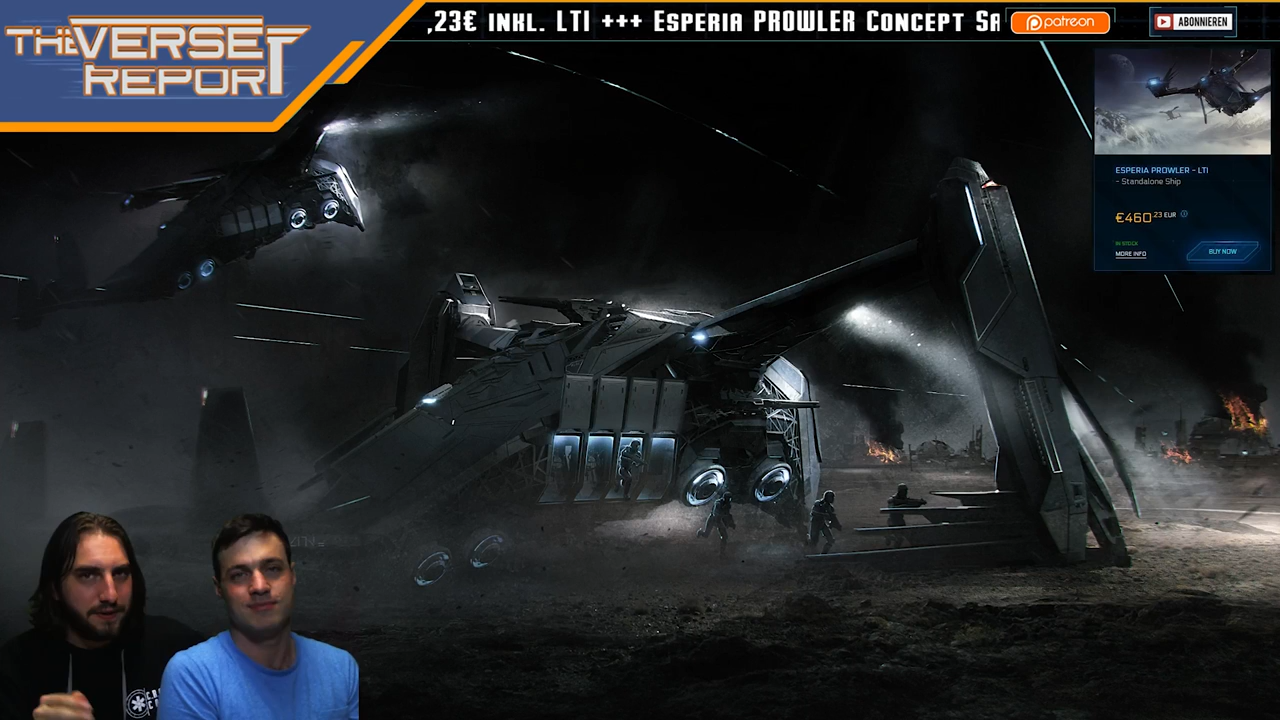 THE VERSE
REPORT
,23€ INKL. LTI +++ ESPERIA PROWLER CONCEPT SA
patreon
ABONNIEREN
ESPERIA PROWLER - LTI
- Standalone Ship
€460.23 EUR
IN STOCK
MORE INFO
BUY NOW